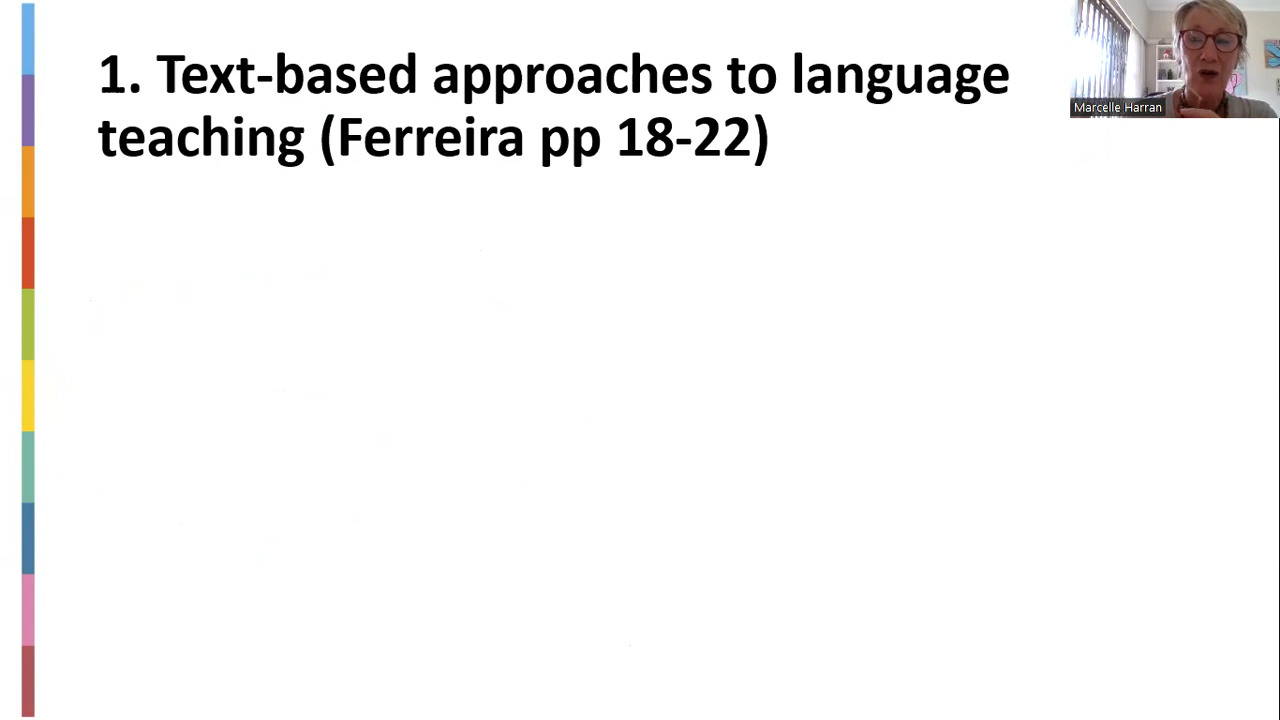 1. Text-based approaches to language
teaching (Ferreira pp 18-22)
Marcelle Harran